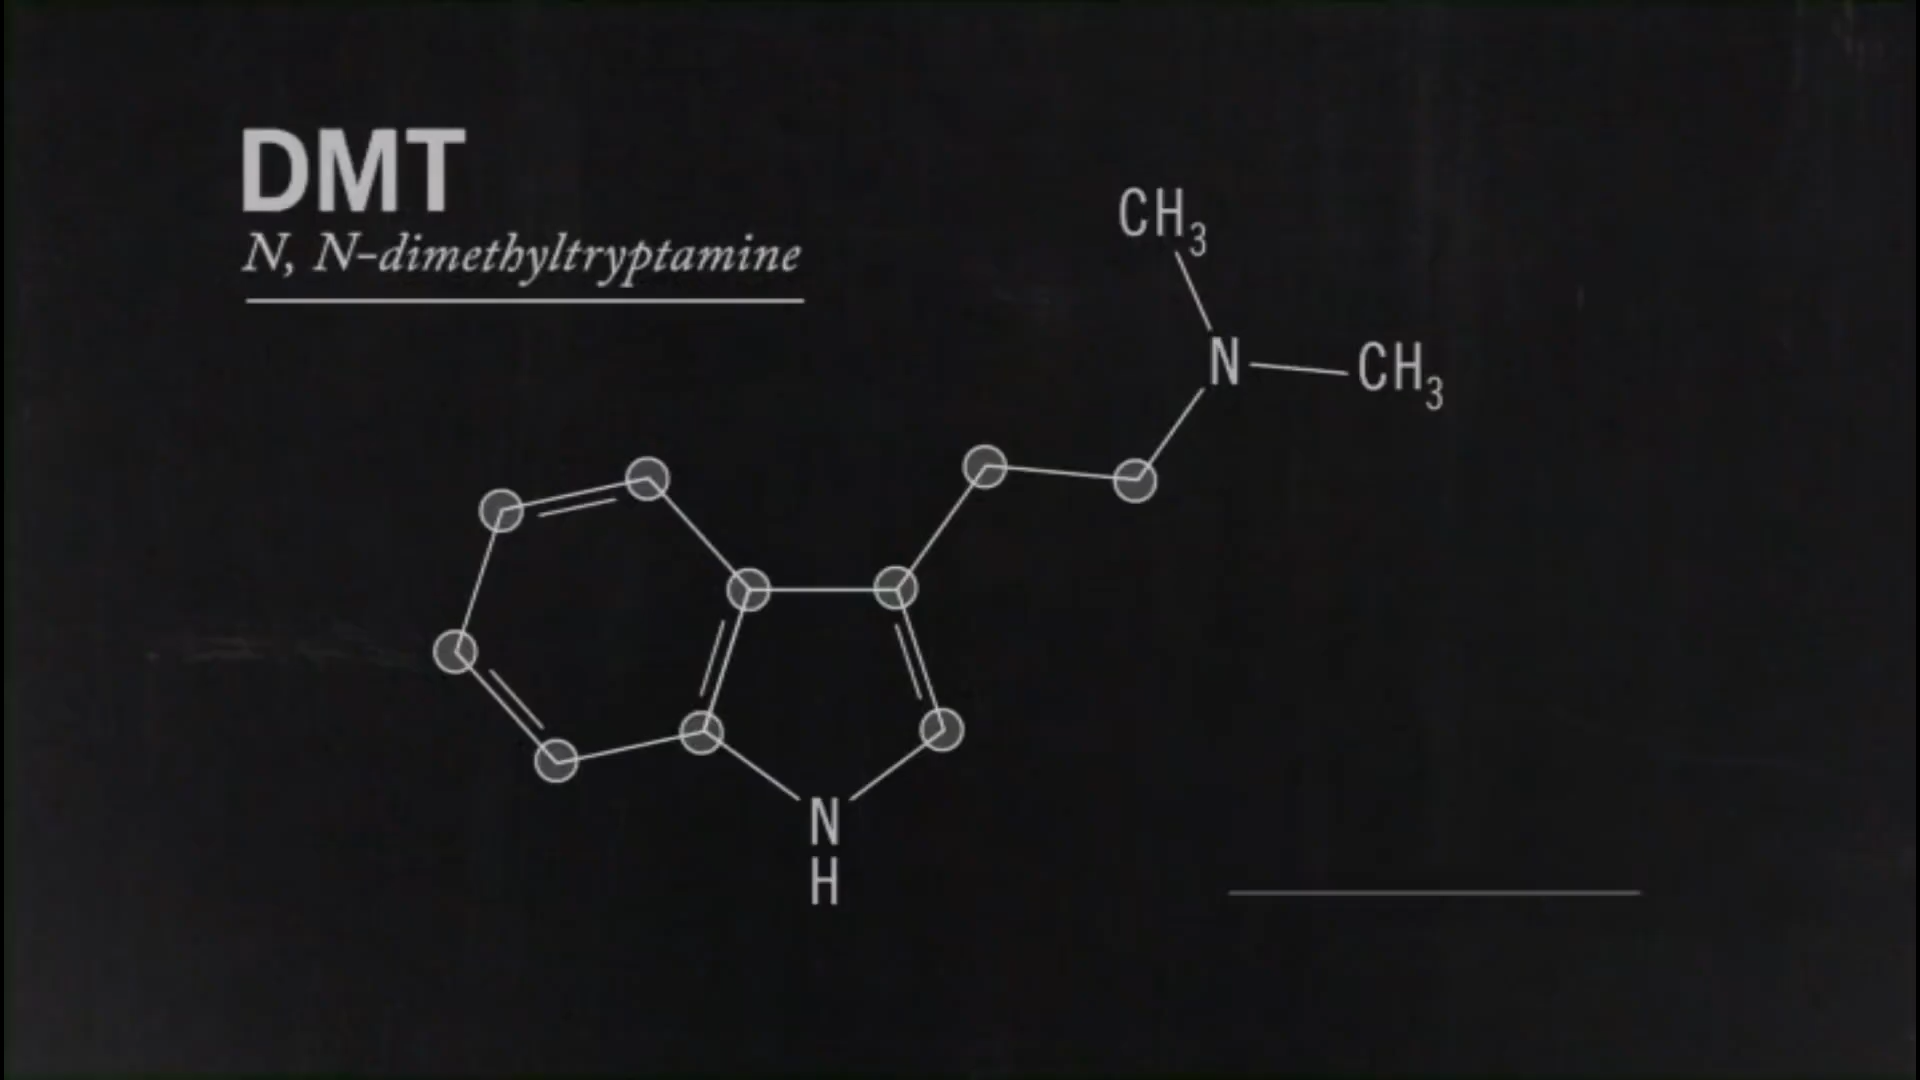 DMT
N, N-dimethyltryptamine
CH3
N
CH3
N
H